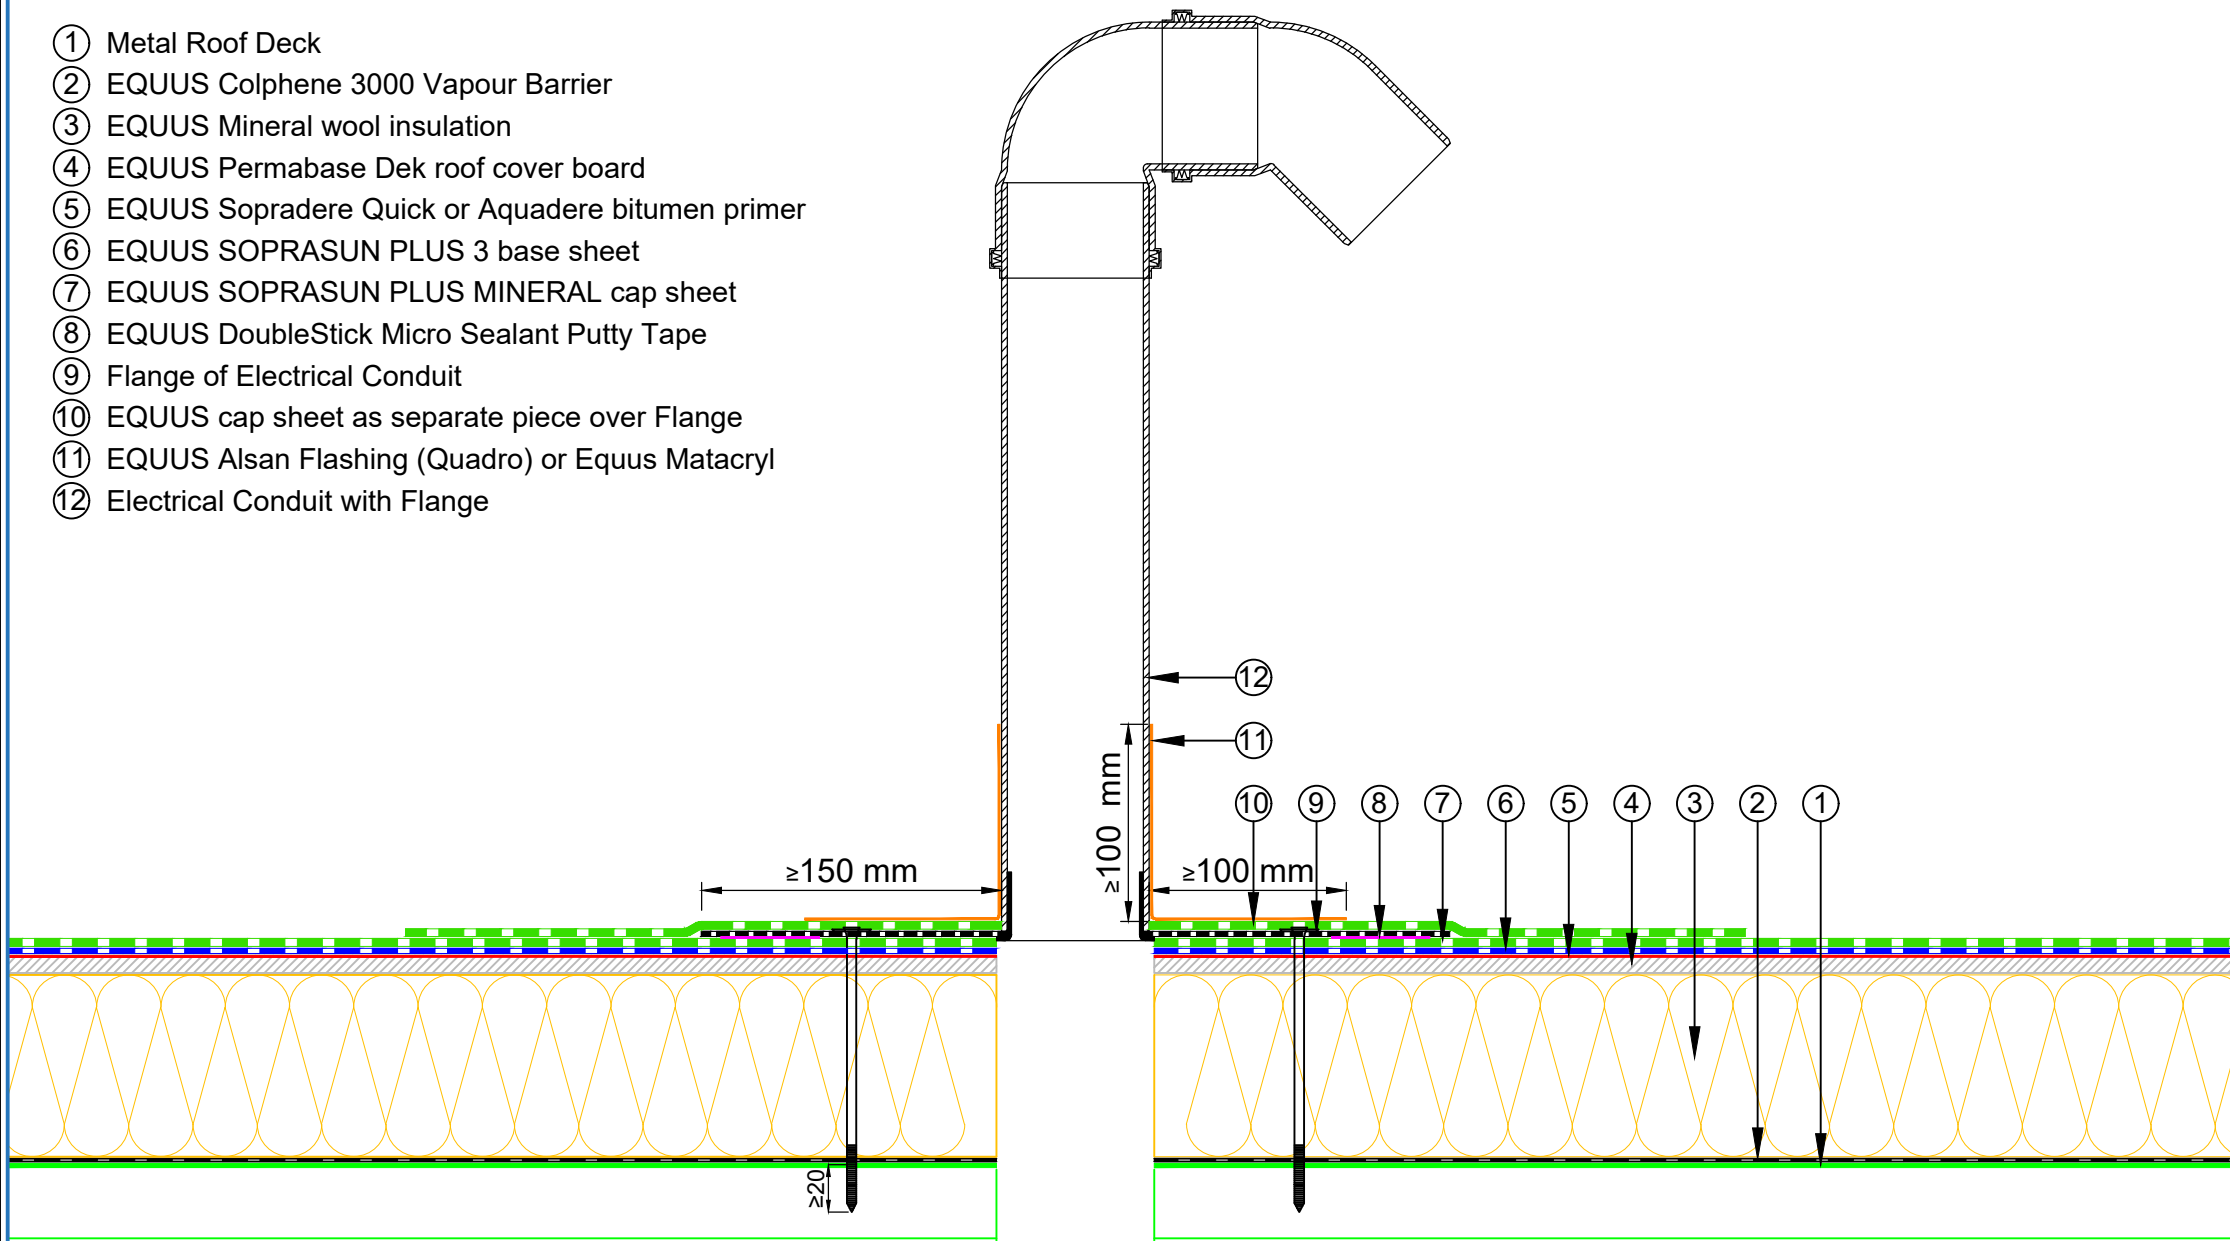 1 Metal Roof Deck
2 EQUUS Colphene 3000 Vapour Barrier
3 EQUUS Mineral wool insulation
4 EQUUS Permabase Dek roof cover board
5 EQUUS Sopradere Quick or Aquadere bitumen primer
6 EQUUS SOPRASUN PLUS 3 base sheet
7 EQUUS SOPRASUN PLUS MINERAL cap sheet
8 EQUUS DoubleStick Micro Sealant Putty Tape
9 Flange of Electrical Conduit
10 EQUUS cap sheet as separate piece over Flange
11 EQUUS Alsan Flashing (Quadro) or Equus Matacryl
12 Electrical Conduit with Flange
12
11
≥100 mm
10 9 8 7 6 5 4 3 2 1
≥150 mm
≥100 mm
≥20